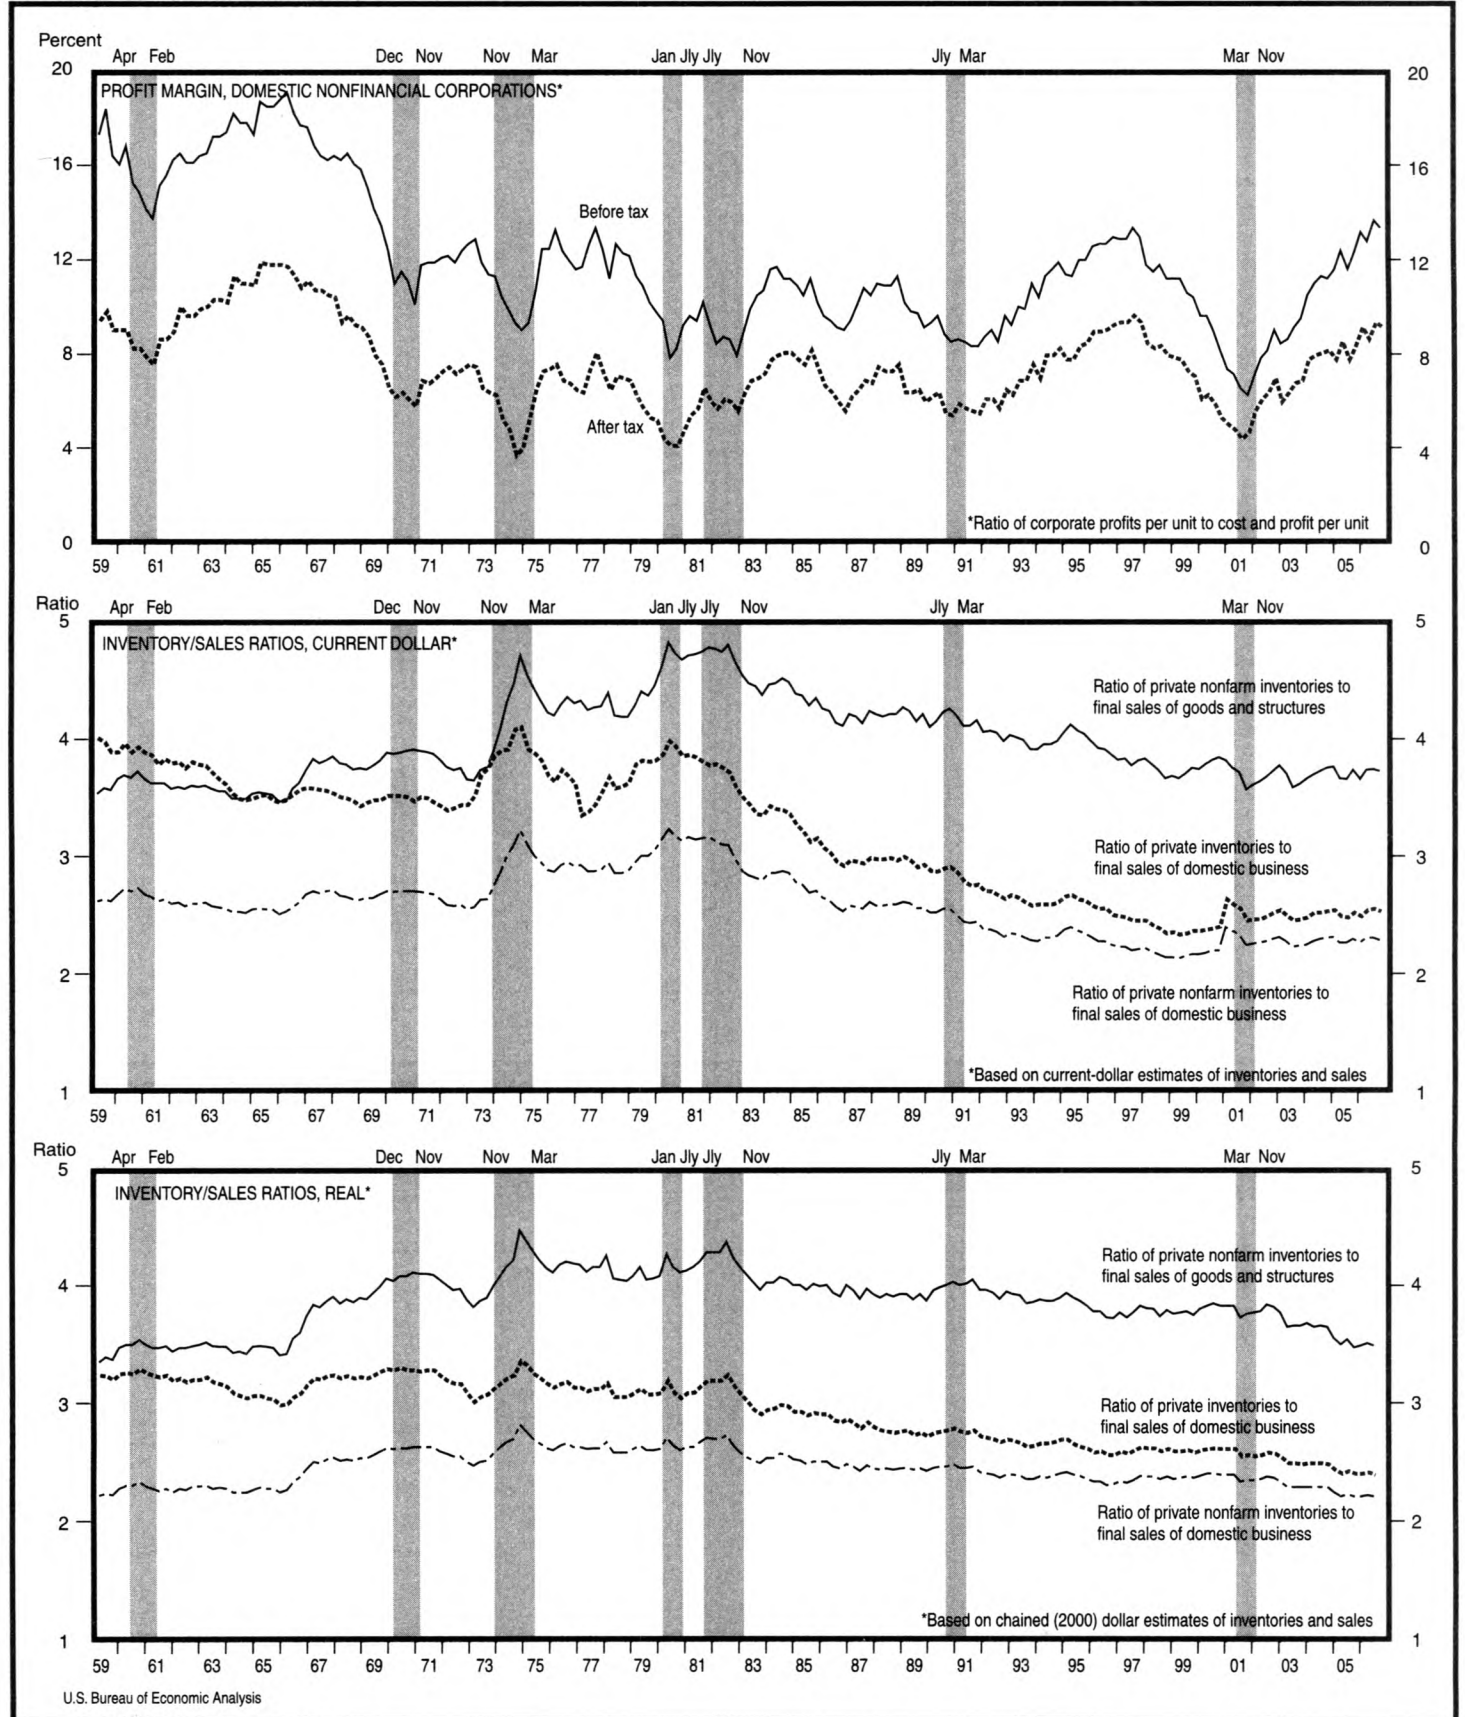 Percent
Apr Feb Dec Nov Nov Mar Jan Jly Jly Nov Jly Mar Mar Nov
20 20
PROFIT MARGIN, DOMESTIC NONFINANCIAL CORPORATIONS*
16 16
Before tax
12 12
8 8
After tax
4 4
*Ratio of corporate profits per unit to cost and profit per unit
0 0
59 61 63 65 67 69 71 73 75 77 79 81 83 85 87 89 91 93 95 97 99 01 03 05
Ratio
Apr Feb Dec Nov Nov Mar Jan Jly Jly Nov Jly Mar Mar Nov
5 5
INVENTORY/SALES RATIOS, CURRENT DOLLAR*
Ratio of private nonfarm inventories to
final sales of goods and structures
4 4
Ratio of private inventories to
final sales of domestic business
3 3
2 2
Ratio of private nonfarm inventories to
final sales of domestic business
*Based on current-dollar estimates of inventories and sales
1 1
59 61 63 65 67 69 71 73 75 77 79 81 82 85 87 89 91 93 95 97 99 01 03 05
Ratio
Apr Feb Dec Nov Nov Mar Jan Jly Jly Nov Jly Mar Mar Nov
5 5
INVENTORY/SALES RATIOS, REAL*
Ratio of private nonfarm inventories to
final sales of goods and structures
4 4
Ratio of private inventories to
final sales of domestic business
3 3
Ratio of private nonfarm inventories to
final sales of domestic business
2 2
*Based on chained (2000) dollar estimates of inventories and sales
1 1
59 61 63 65 67 69 71 73 75 77 79 81 83 85 87 89 91 93 95 97 99 01 03 05
U.S. Bureau of Economic Analysis